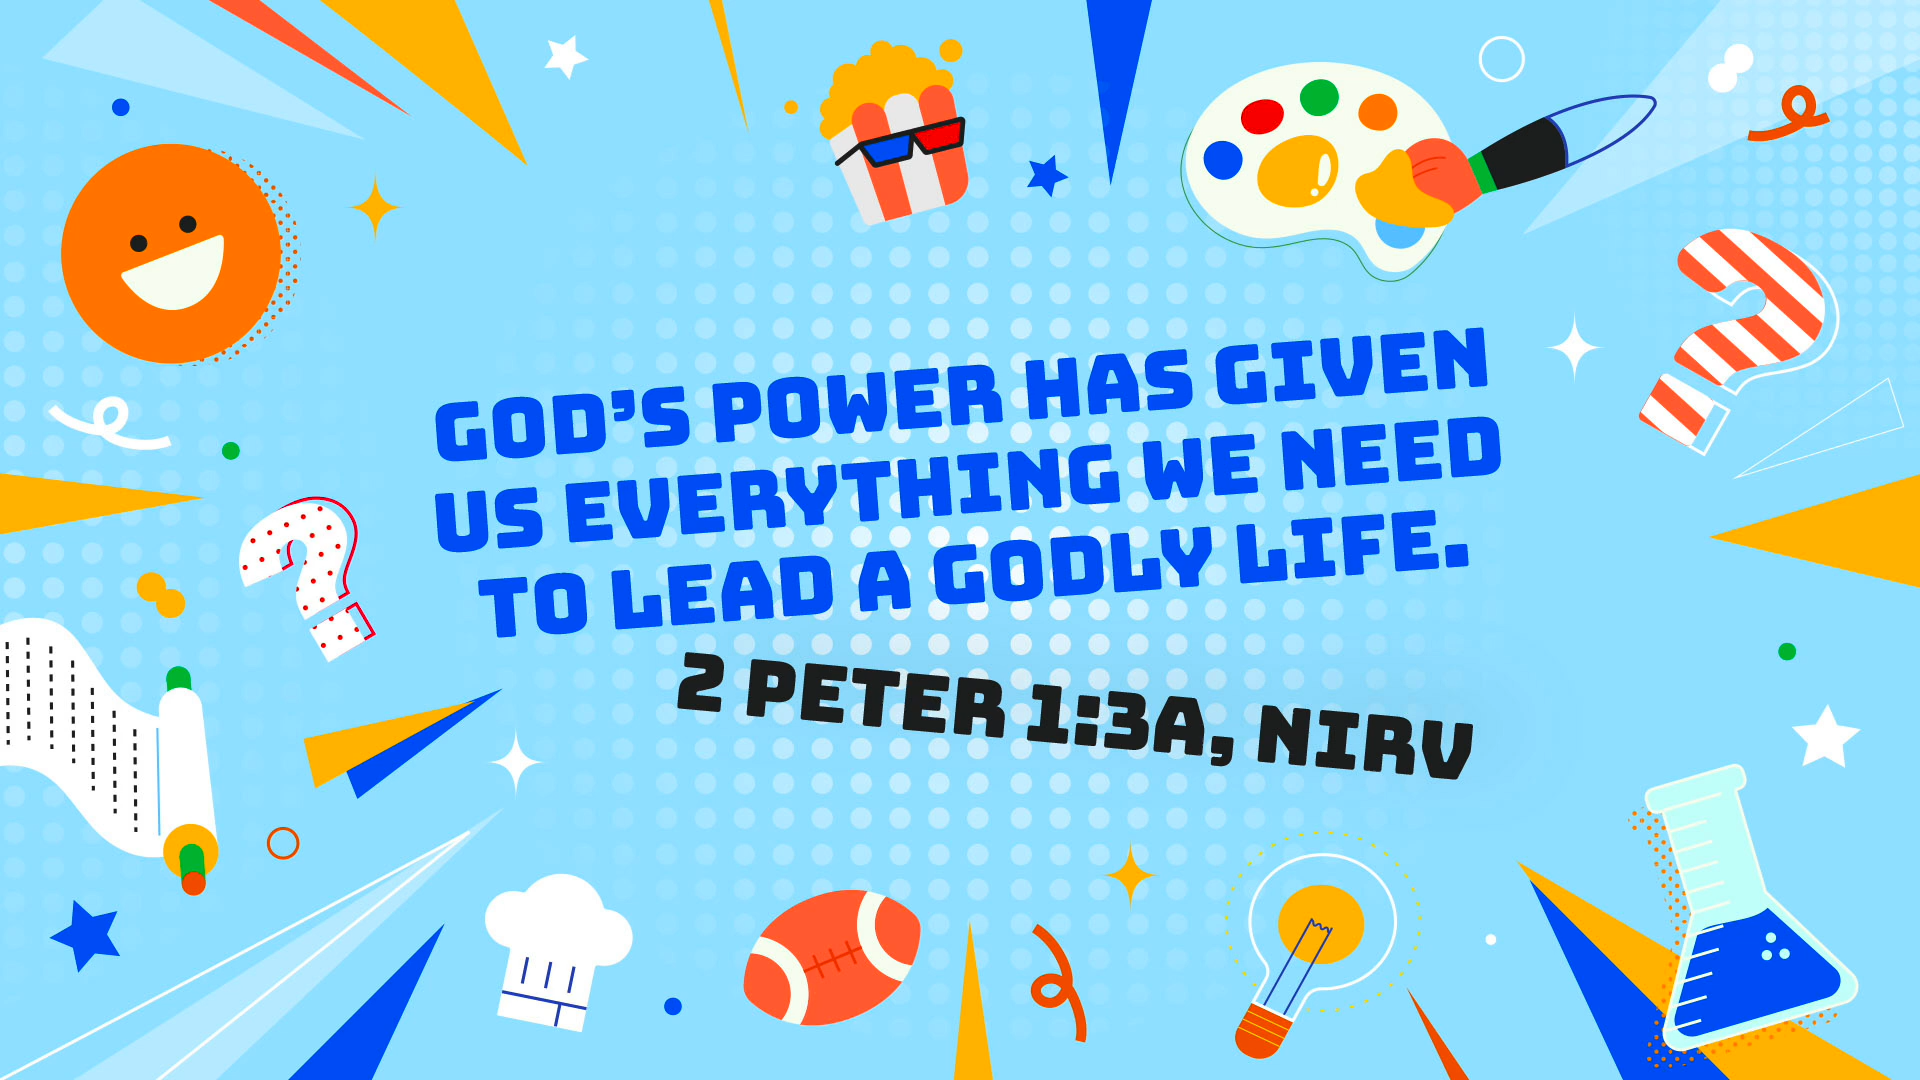 GOD’S POWER HAS GIVEN
US EVERYTHING WE NEED
TO LEAD A GODLY LIFE.
2 PETER 1:3A, NIRV